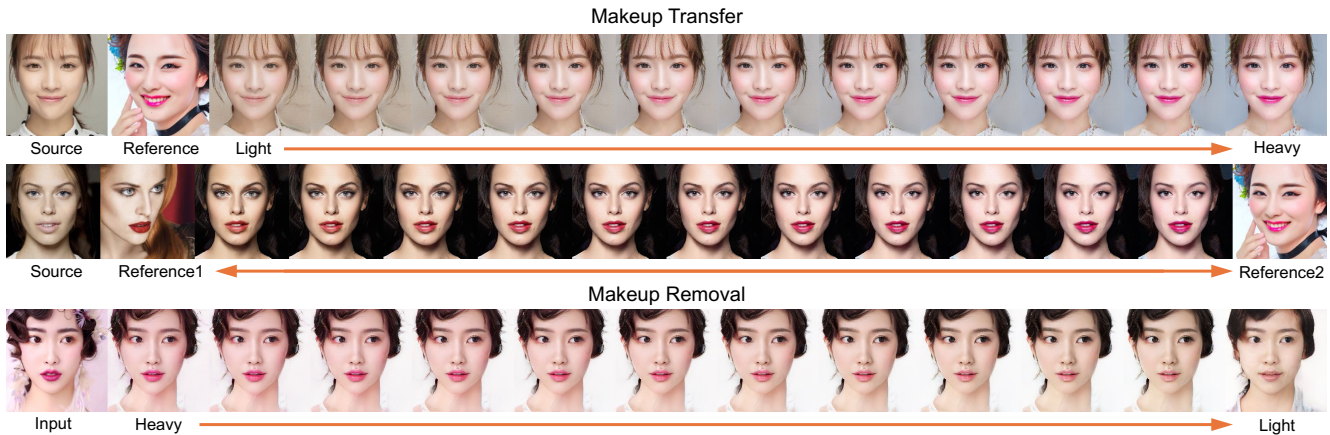 Makeup Transfer
Source Reference Light Heavy
Source Reference1 Reference2
Makeup Removal
Input Heavy Light